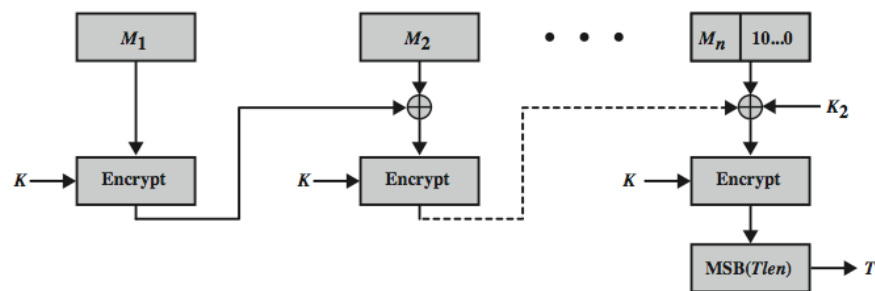 M1
M2
• • •
Mn 10...0
K2
K Encrypt
K Encrypt
K Encrypt
MSB(Tlen)
T